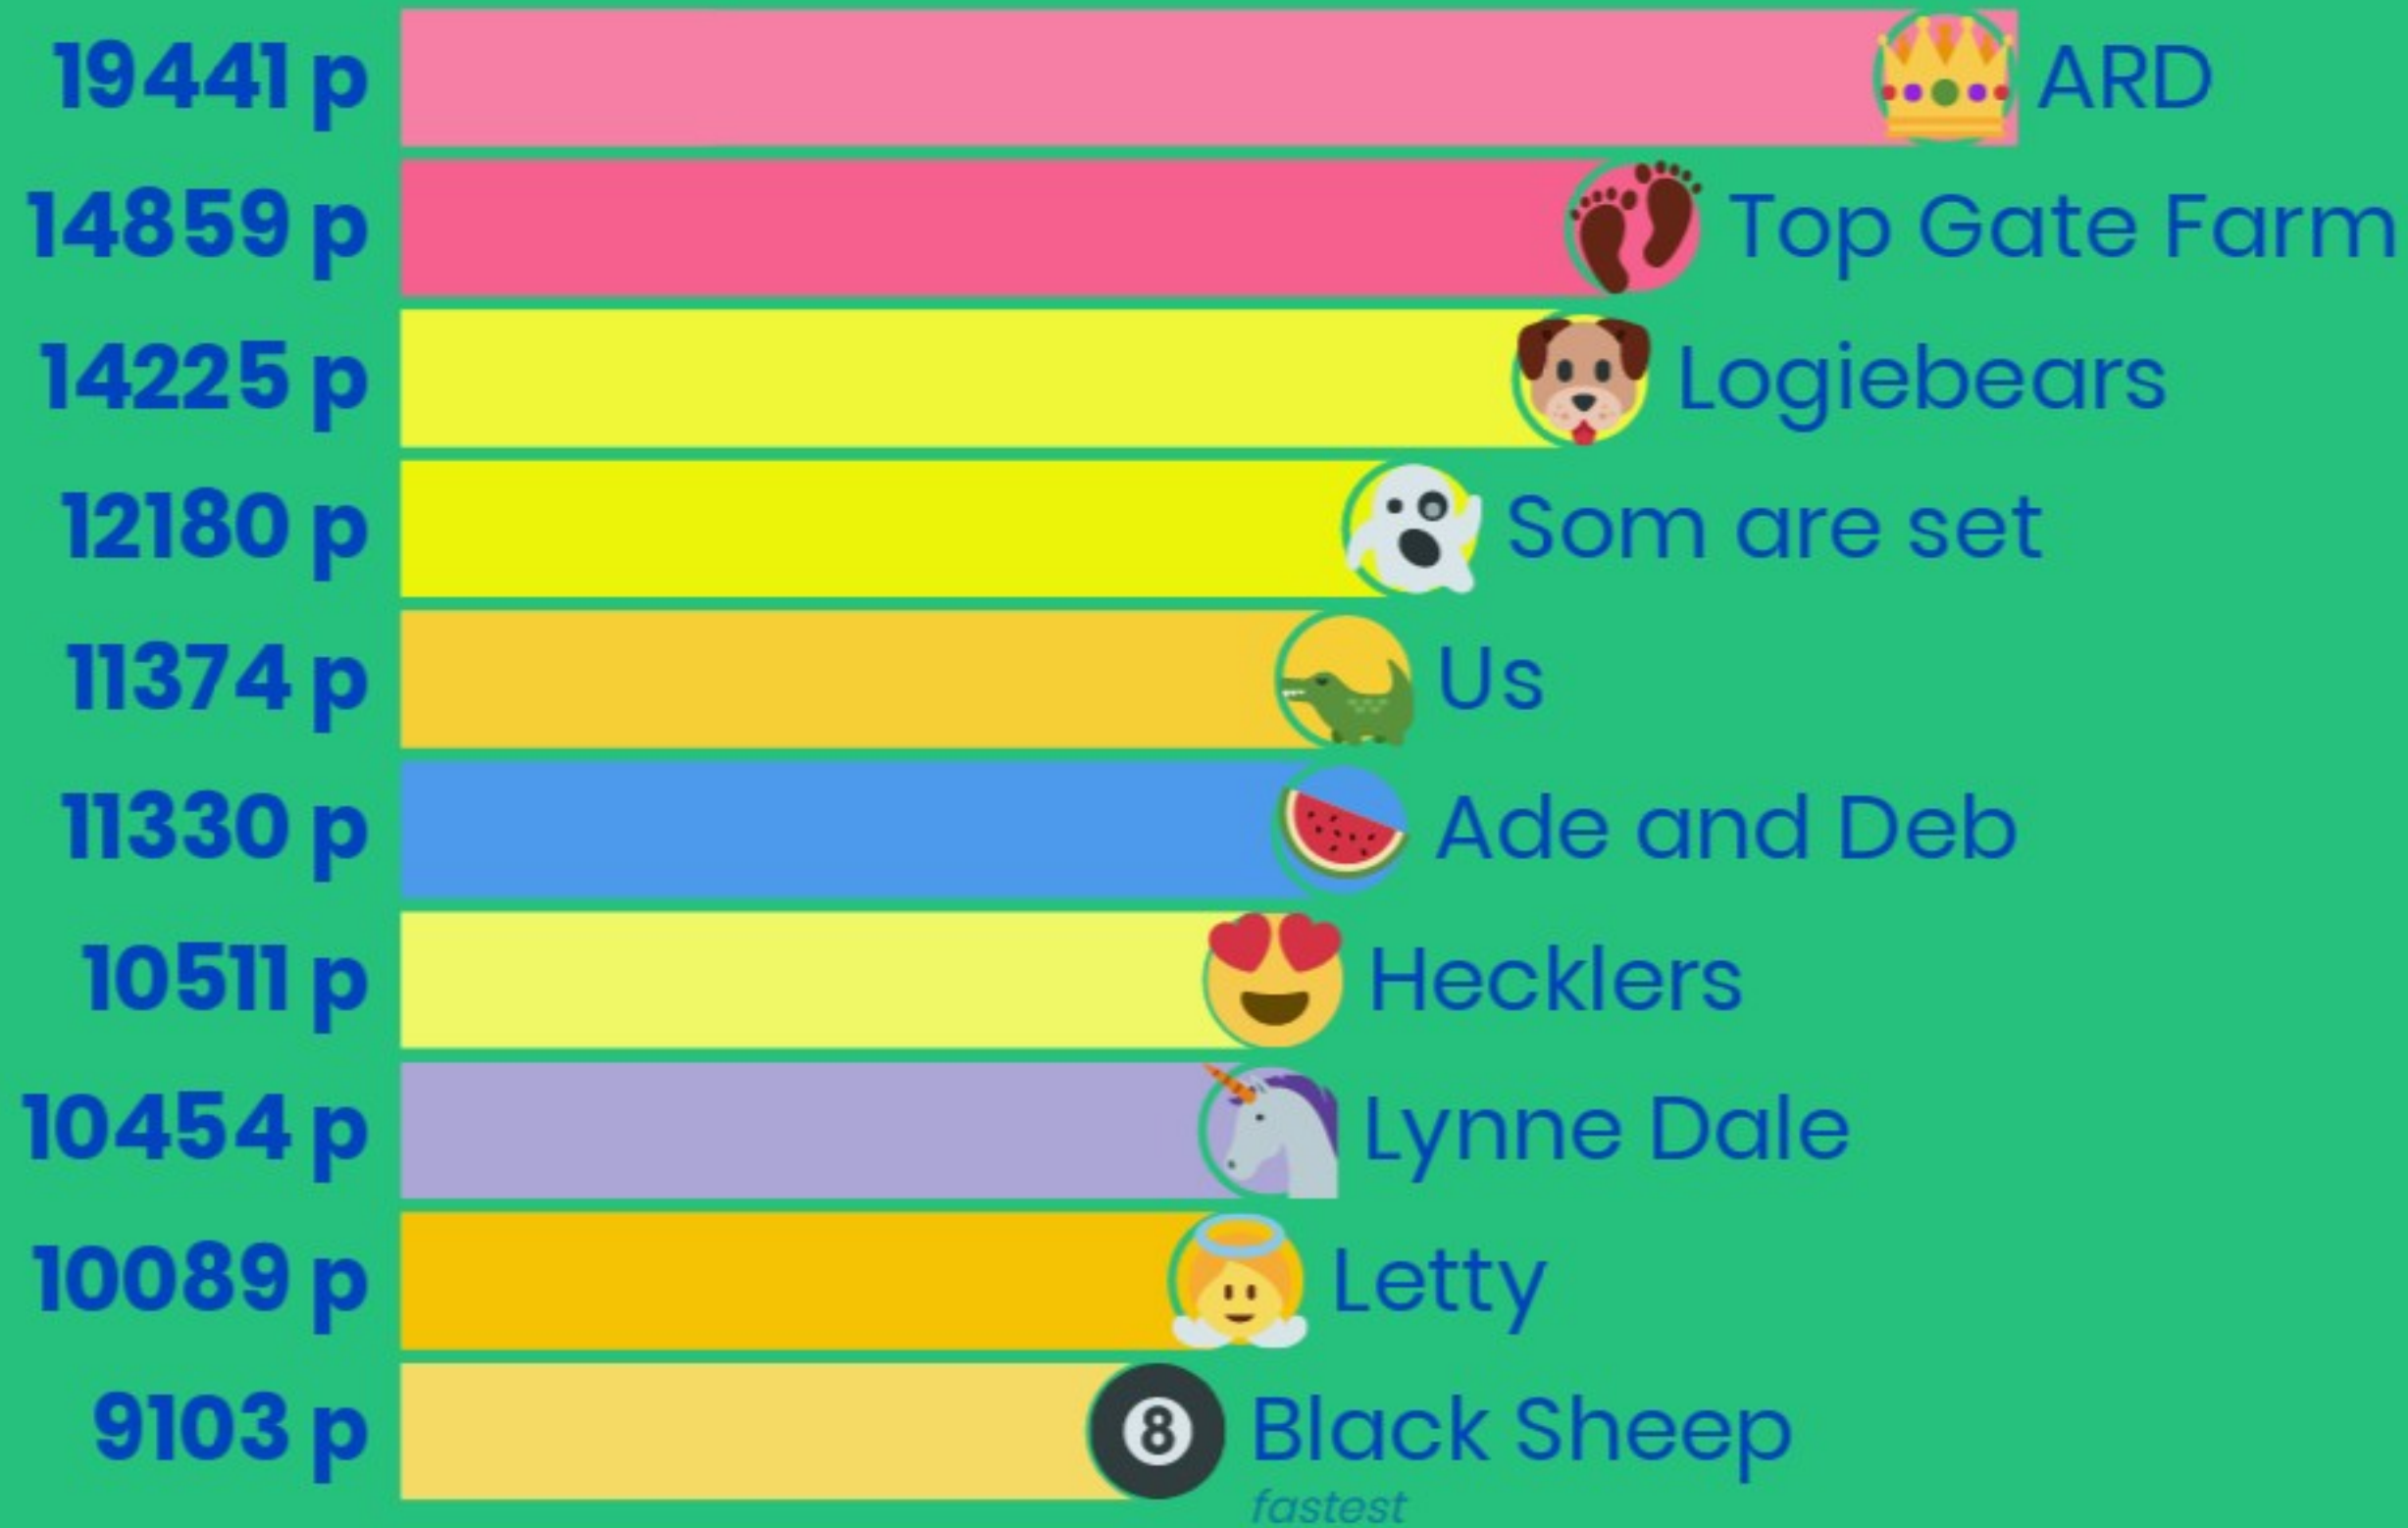 19441 p ARD
14859 p Top Gate Farm
14225 p Logiebears
12180 p Som are set
11374 p Us
11330 p Ade and Deb
10511 p Hecklers
10454 p Lynne Dale
10089 p Letty
9103 p 8 Black Sheep
fastest